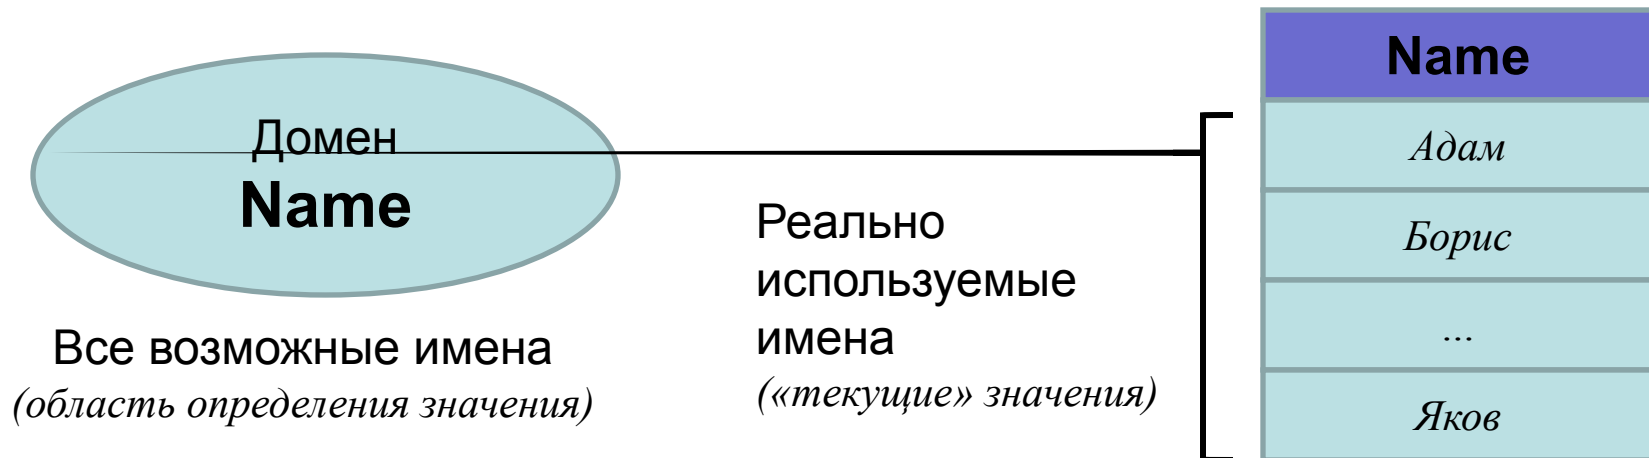 Домен
Name
Все возможные имена
(область определения значения)
Реально
используемые
имена
(«текущие» значения)
Name
Адам
Борис
...
Яков